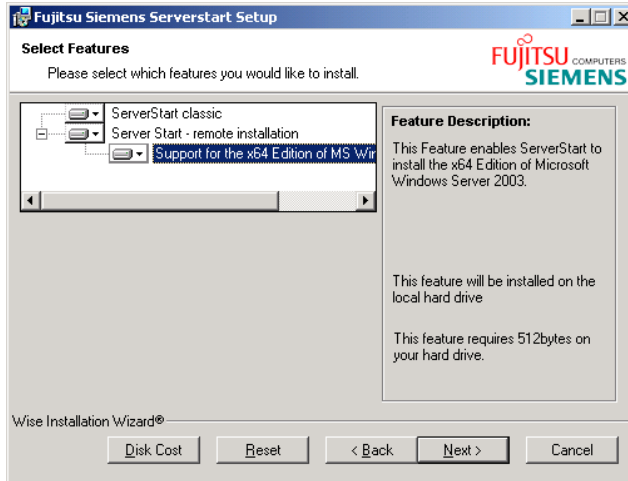 Fujitsu Siemens Serverstart Setup
Select Features
Please select which features you would like to install.
FUJITSU COMPUTERS
SIEMENS
ServerStart classic
Server Start - remote installation
Support for the x64 Edition of MS Wir
Feature Description:
This Feature enables ServerStart to
install the x64 Edition of Microsoft
Windows Server 2003.
This feature will be installed on the
local hard drive
This feature requires 512bytes on
your hard drive.
Wise Installation Wizard®
Disk Cost
Reset
< Back
Next >
Cancel